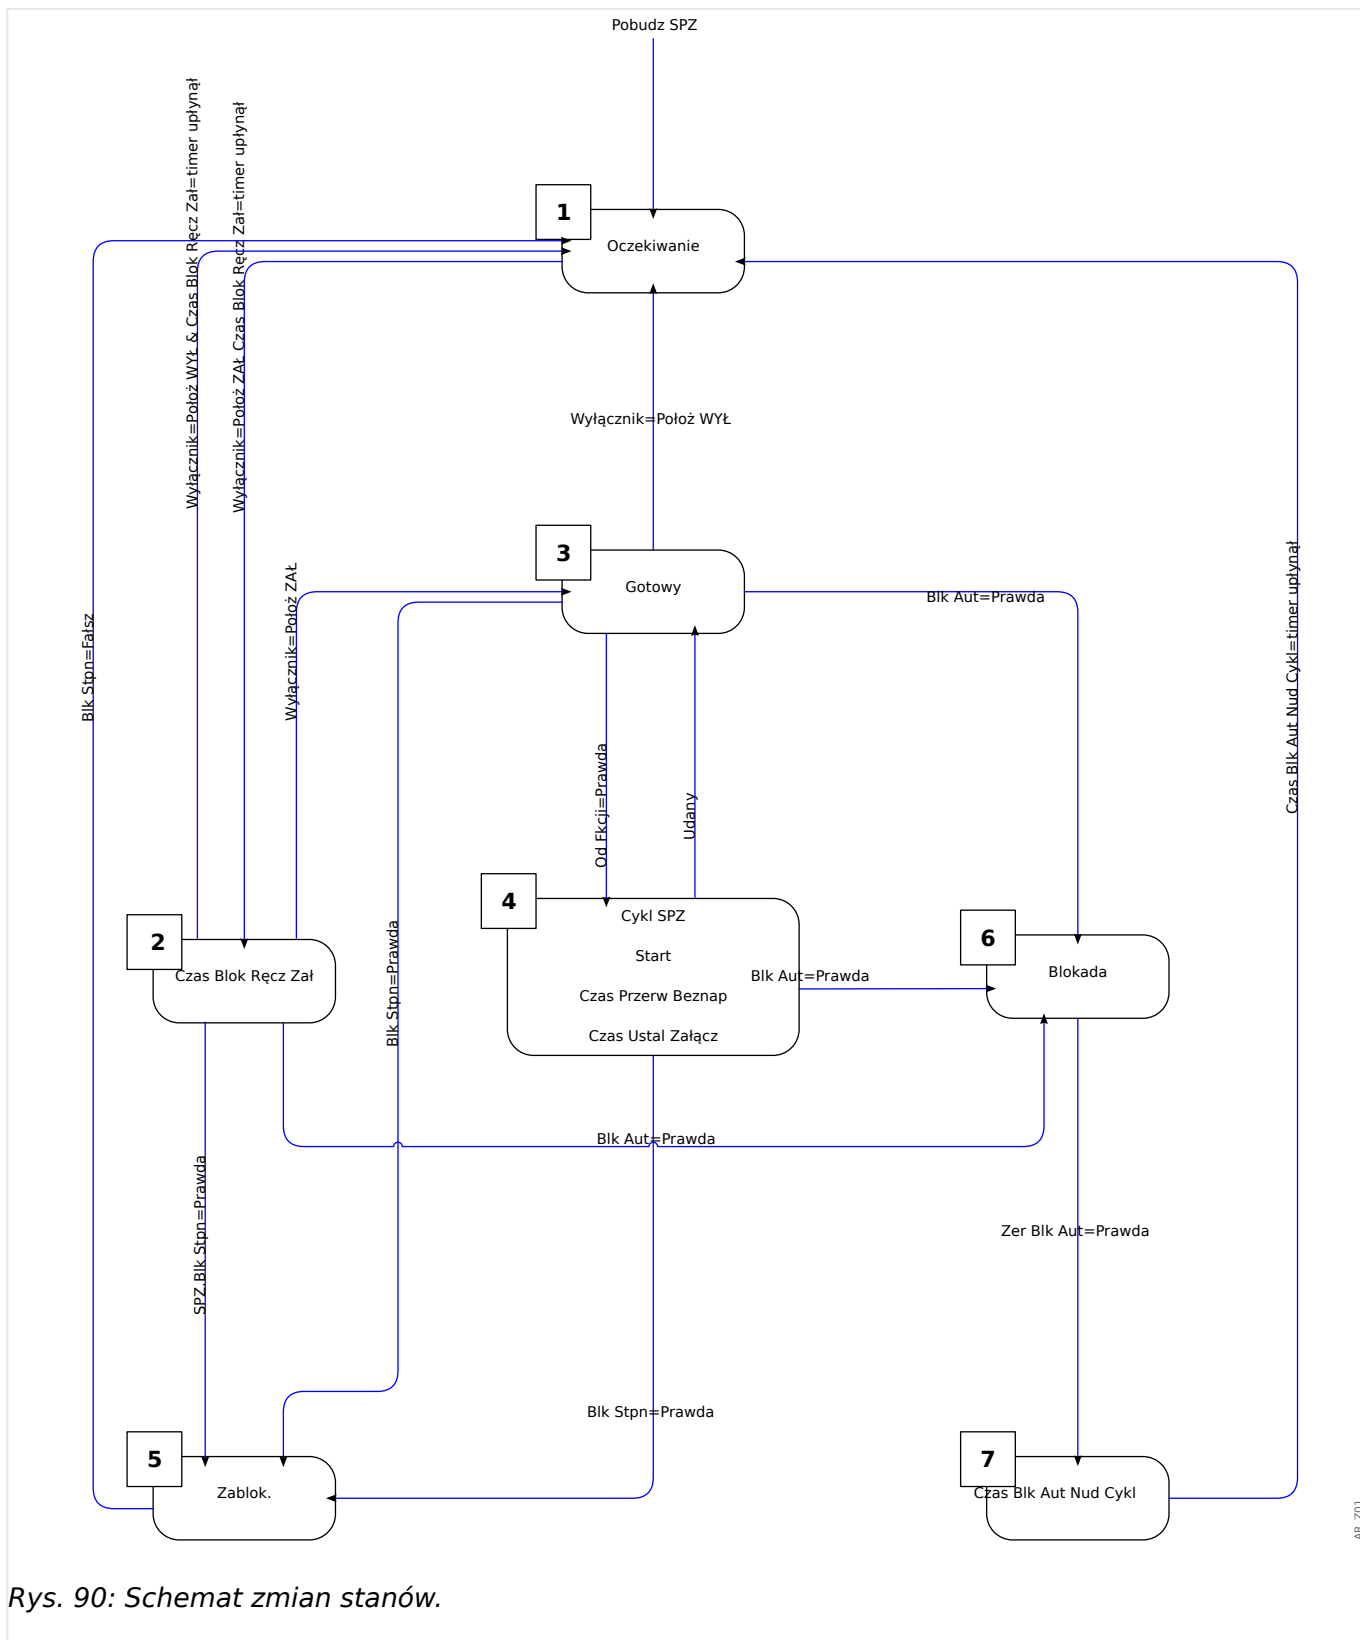 Pobudz SPZ
1
Oczekiwanie
Wyłącznik=Położ WYŁ & Czas Blok Ręcz Zał=timer upłynął
Wyłącznik=Położ ZAŁ Czas Blok Ręcz Zał=timer upłynął
Wyłącznik=Położ WYŁ
3
Gotowy
Blk Aut=Prawda
Blk Stpn=Fałsz
Wyłącznik=Położ ZAŁ
Czas Blk Aut Nud Cykl=timer upłynął
Od Fkcji=Prawda
Udany
4
Cykl SPZ
Start
Czas Przerw Beznap
Czas Ustal Załącz
2
Czas Blok Ręcz Zał
Blk Stpn=Prawda
Blk Aut=Prawda
6
Blokada
Blk Aut=Prawda
SPZ.Blk Stpn=Prawda
Zer Blk Aut=Prawda
Blk Stpn=Prawda
5
Zablok.
7
Czas Blk Aut Nud Cykl
AR_Z01
Rys. 90: Schemat zmian stanów.